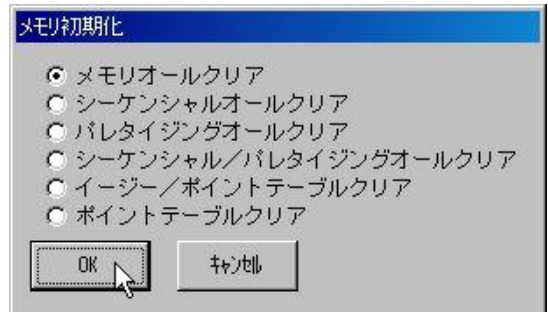 メモリ初期化
メモリオールクリア
シーケンシャルオールクリア
パレタイジングオールクリア
シーケンシャル／パレタイジングオールクリア
イージー／ポイントテーブルクリア
ポイントテーブルクリア
OK ｷｬﾝｾﾙ